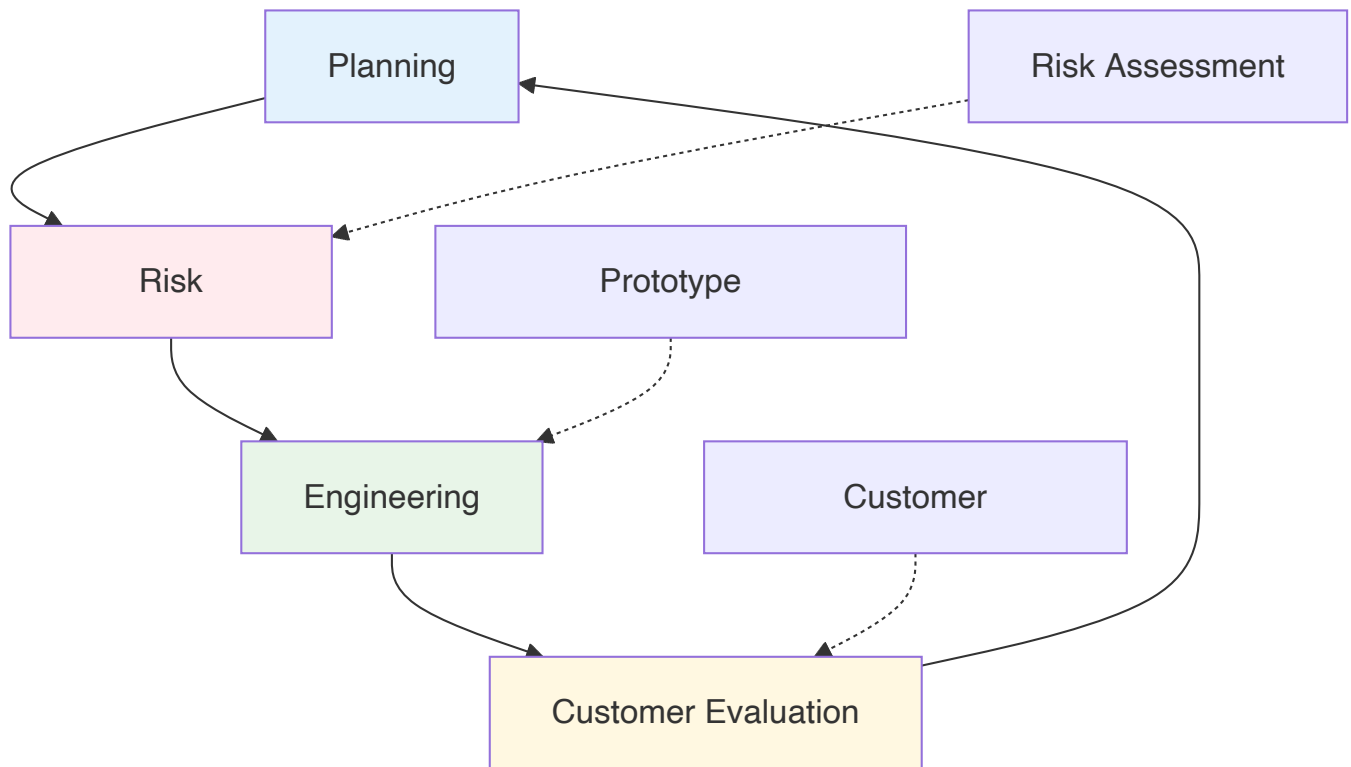 Planning
Risk Assessment
Risk
Prototype
Engineering
Customer
Customer Evaluation